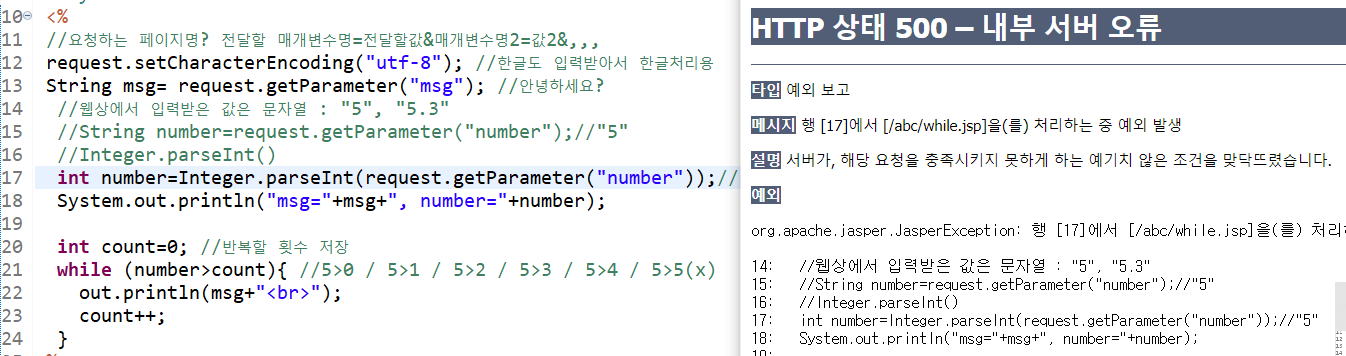 10 <%
11 //요청하는 페이지명? 전달할 매개변수명=전달할값&매개변수명2=값2&,,,
12 request.setCharacterEncoding("utf-8"); //한글도 입력받아서 한글처리용
13 String msg= request.getParameter("msg"); //안녕하세요?
14 //웹상에서 입력받은 값은 문자열 : "5", "5.3"
15 //String number=request.getParameter("number");//"5"
16 //Integer.parseInt()
17 int number=Integer.parseInt(request.getParameter("number"));//
18 System.out.println("msg="+msg+", number="+number);
19
20 int count=0; //반복할 횟수 저장
21 while (number>count){ //5>0 / 5>1 / 5>2 / 5>3 / 5>4 / 5>5(x)
22 out.println(msg+"<br>");
23 count++;
24 }
HTTP 상태 500 – 내부 서버 오류
타입 예외 보고
메시지 행 [17]에서 [/abc/while.jsp]을(를) 처리하는 중 예외 발생
설명 서버가, 해당 요청을 충족시키지 못하게 하는 예기치 않은 조건을 맞닥뜨렸습니다.
예외
org.apache.jasper.JasperException: 행 [17]에서 [/abc/while.jsp]을(를) 처리
14: //웹상에서 입력받은 값은 문자열 : "5", "5.3"
15: //String number=request.getParameter("number");//"5"
16: //Integer.parseInt()
17: int number=Integer.parseInt(request.getParameter("number"));//"5"
18: System.out.println("msg="+msg+", number="+number);